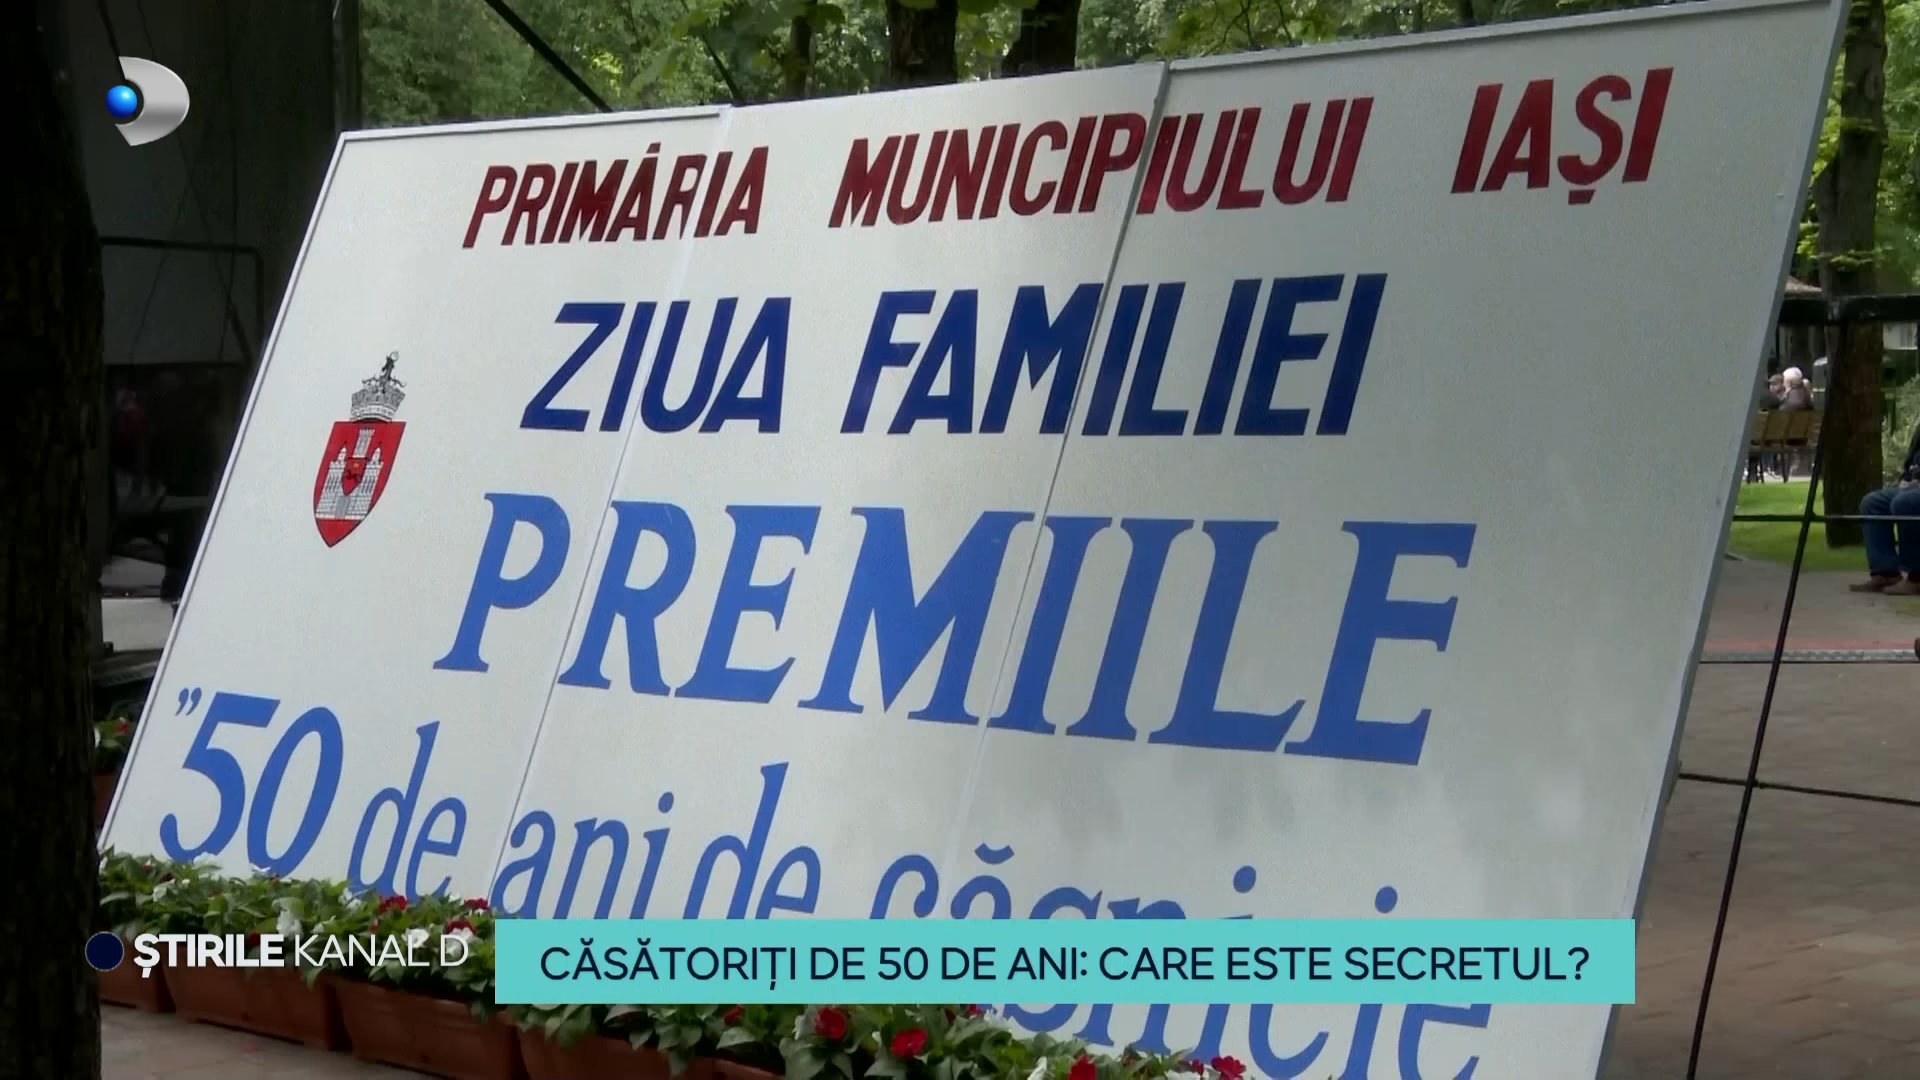 PRIMĂRIA MUNICIPIULUI IAȘI
ZIUA FAMILIEI
PREMIILE
”50 de ani de căsnicie
ȘTIRILE KANAL D
CĂSĂTORIȚI DE 50 DE ANI: CARE ESTE SECRETUL?